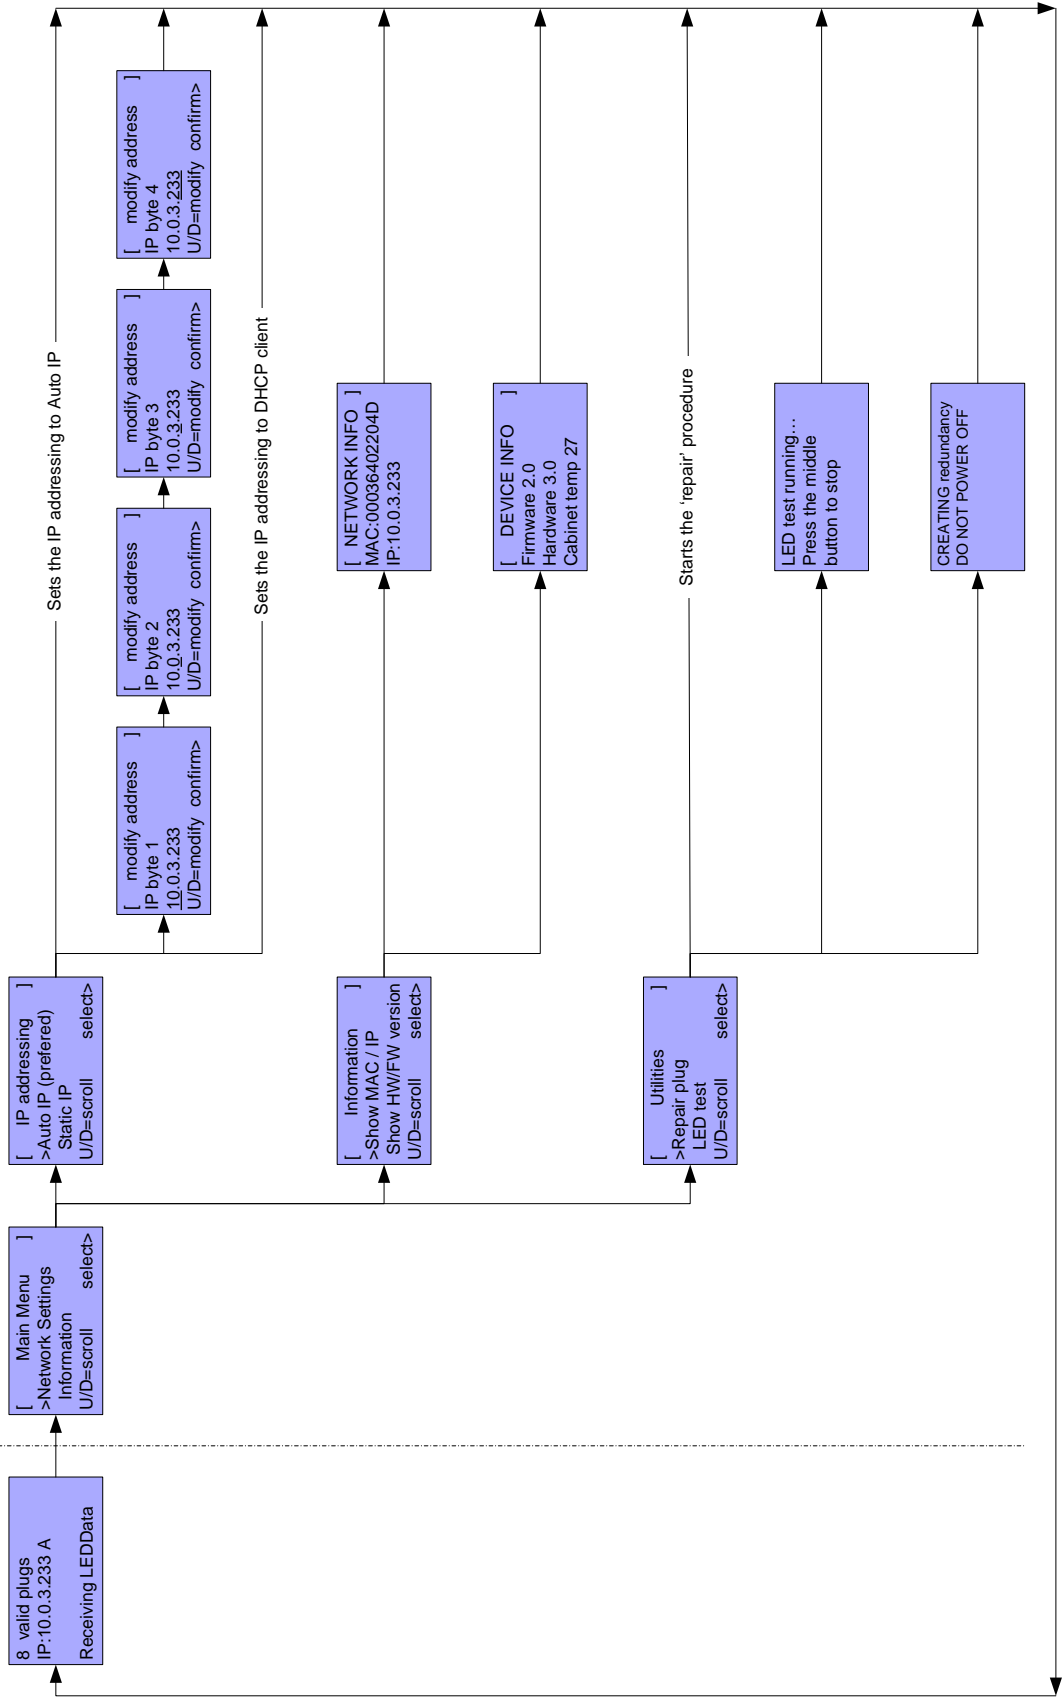 8  valid plugs
IP:10.0.3.233 A
Receiving LEDData
[ Main Menu ]
>Network Settings
Information
U/D=scroll select>
[ IP addressing ]
>Auto IP (prefered)
Static IP
U/D=scroll select>
Sets the IP addressing to Auto IP
[ modify address ]
IP byte 1
10.0.3.233
U/D=modify confirm>
[ modify address ]
IP byte 2
10.0.3.233
U/D=modify confirm>
[ modify address ]
IP byte 3
10.0.3.233
U/D=modify confirm>
[ modify address ]
IP byte 4
10.0.3.233
U/D=modify confirm>
Sets the IP addressing to DHCP client
[ Information ]
>Show MAC / IP
Show HW/FW version
U/D=scroll select>
[ NETWORK INFO ]
MAC:00036402204D
IP:10.0.3.233
[ DEVICE INFO ]
Firmware 2.0
Hardware 3.0
Cabinet temp 27
[ Utilities ]
>Repair plug
LED test
U/D=scroll select>
Starts the ‘repair’ procedure
LED test running…
Press the middle
button to stop
CREATING redundancy
DO NOT POWER OFF